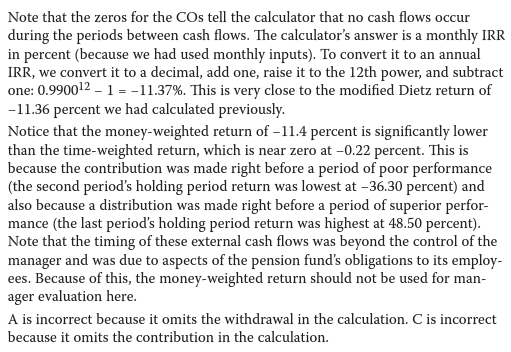 Note that the zeros for the COs tell the calculator that no cash flows occur
during the periods between cash flows. The calculator's answer is a monthly IRR
in percent (because we had used monthly inputs). To convert it to an annual
IRR, we convert it to a decimal, add one, raise it to the 12th power, and subtract
one: 0.9900¹² – 1 = –11.37%. This is very close to the modified Dietz return of
–11.36 percent we had calculated previously.
Notice that the money-weighted return of –11.4 percent is significantly lower
than the time-weighted return, which is near zero at –0.22 percent. This is
because the contribution was made right before a period of poor performance
(the second period's holding period return was lowest at –36.30 percent) and
also because a distribution was made right before a period of superior perfor-
mance (the last period's holding period return was highest at 48.50 percent).
Note that the timing of these external cash flows was beyond the control of the
manager and was due to aspects of the pension fund's obligations to its employ-
ees. Because of this, the money-weighted return should not be used for man-
ager evaluation here.
A is incorrect because it omits the withdrawal in the calculation. C is incorrect
because it omits the contribution in the calculation.